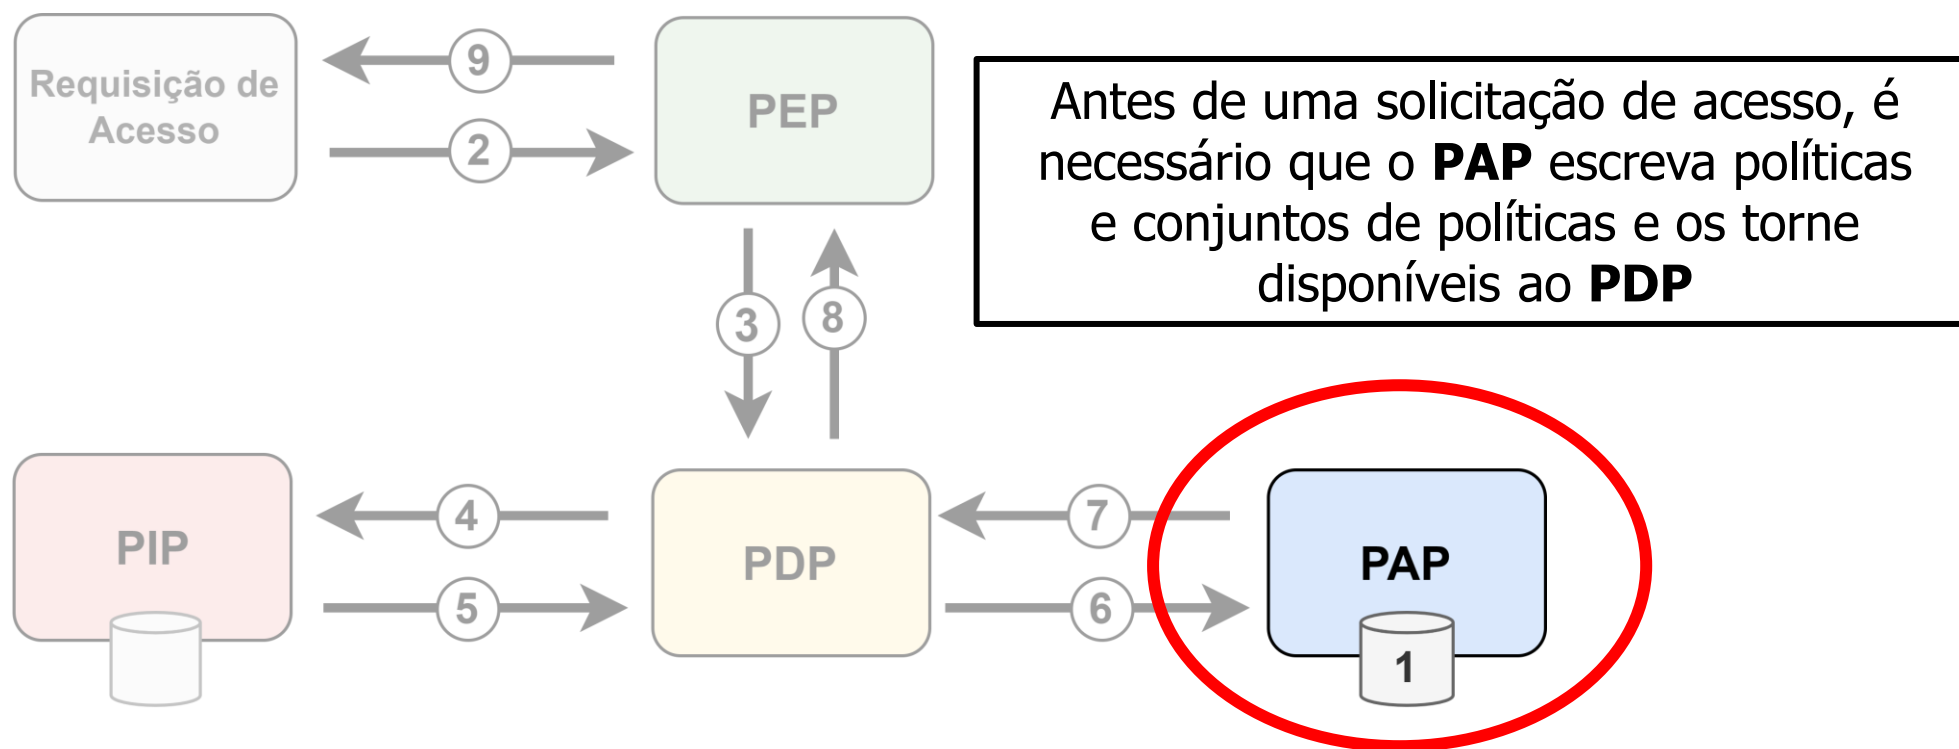 Requisição de
Acesso
9
2
PEP
Antes de uma solicitação de acesso, é
necessário que o PAP escreva políticas
e conjuntos de políticas e os torne
disponíveis ao PDP
3
8
PIP
4
5
PDP
7
6
PAP
1